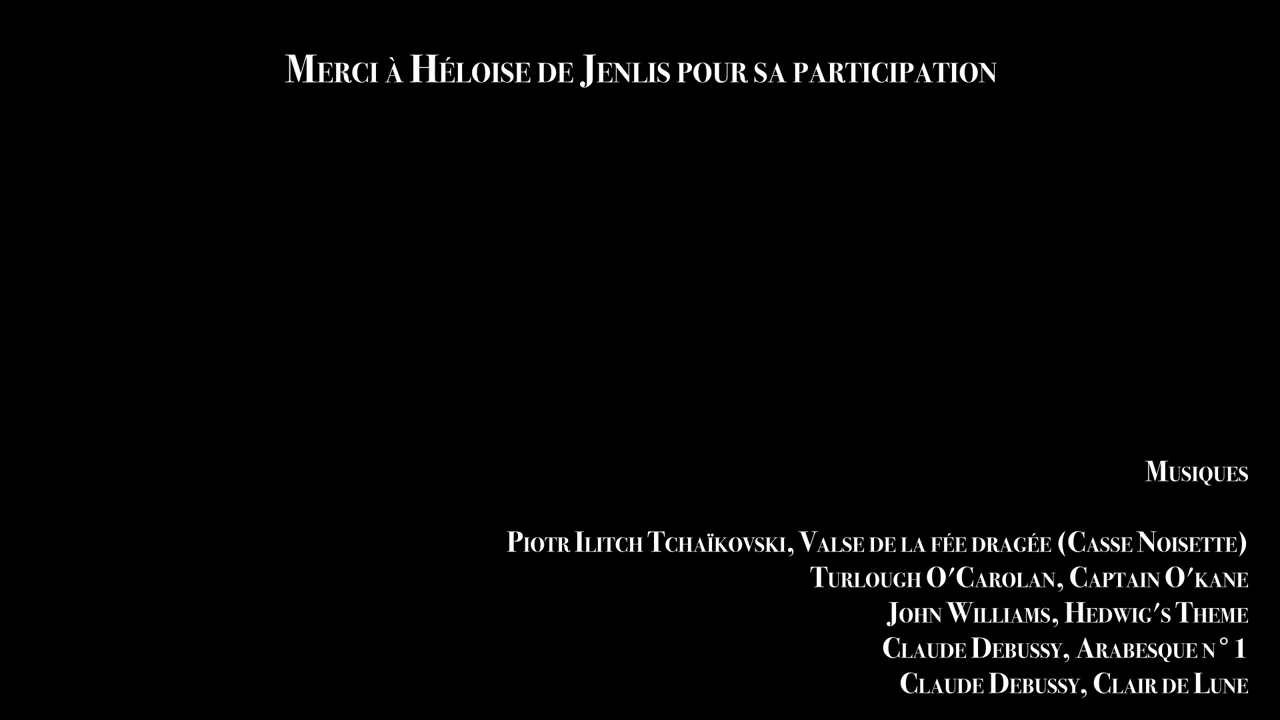 Merci à Héloise de Jenlis pour sa participation
Musiques
Piotr Ilitch Tchaïkovski, Valse de la fée dragée (Casse Noisette)
Turlough O'Carolan, Captain O'kane
John Williams, Hedwig's Theme
Claude Debussy, Arabesque n°1
Claude Debussy, Clair de Lune